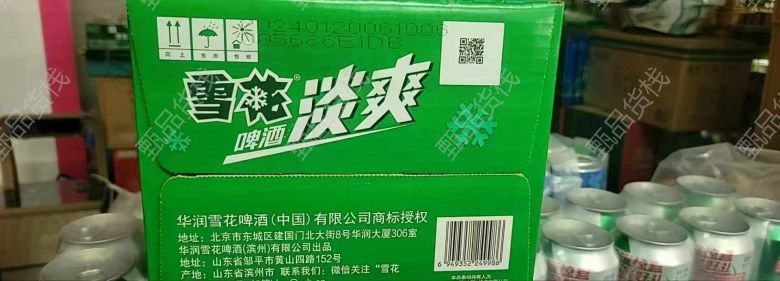 20240120061006
005686E1DB
向上 怕雨 怕晒
雪花®
啤酒
淡爽
华润雪花啤酒(中国)有限公司商标授权
地址: 北京市东城区建国门北大街8号华润大厦306室
华润雪花啤酒(滨州)有限公司出品
地址: 山东省邹平市黄山四路152号
产地: 山东省滨州市 联系我们: 微信关注“雪花
6 949352 249986
甄品货栈